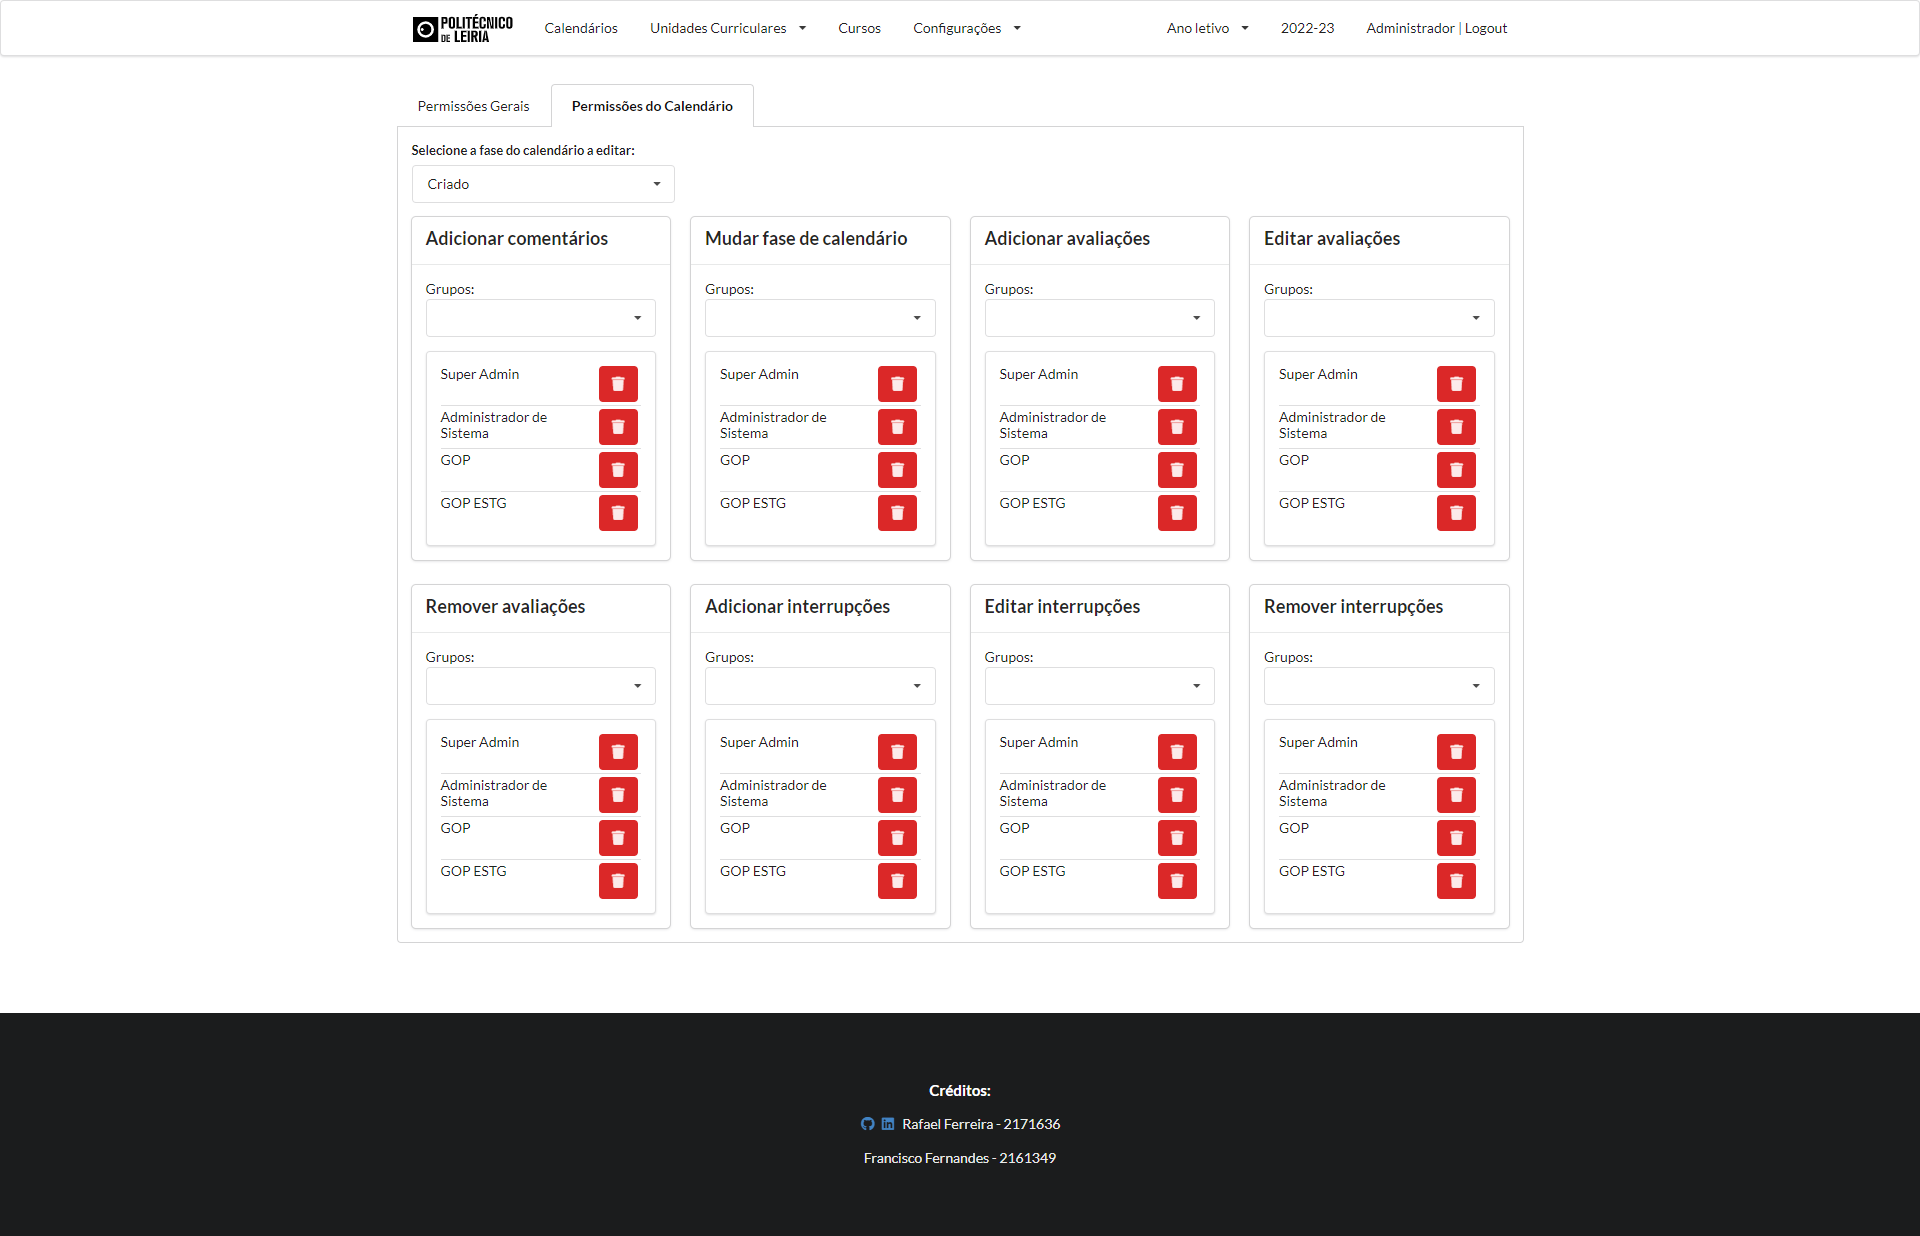 POLITÉCNICO
DE LEIRIA
Calendários Unidades Curriculares Cursos Configurações Ano letivo 2022-23 Administrador | Logout
Permissões Gerais Permissões do Calendário
Selecione a fase do calendário a editar:
Criado
Adicionar comentários
Grupos:
Super Admin
Administrador de
Sistema
GOP
GOP ESTG
Mudar fase de calendário
Grupos:
Super Admin
Administrador de
Sistema
GOP
GOP ESTG
Adicionar avaliações
Grupos:
Super Admin
Administrador de
Sistema
GOP
GOP ESTG
Editar avaliações
Grupos:
Super Admin
Administrador de
Sistema
GOP
GOP ESTG
Remover avaliações
Grupos:
Super Admin
Administrador de
Sistema
GOP
GOP ESTG
Adicionar interrupções
Grupos:
Super Admin
Administrador de
Sistema
GOP
GOP ESTG
Editar interrupções
Grupos:
Super Admin
Administrador de
Sistema
GOP
GOP ESTG
Remover interrupções
Grupos:
Super Admin
Administrador de
Sistema
GOP
GOP ESTG
Créditos:
Rafael Ferreira - 2171636
Francisco Fernandes - 2161349